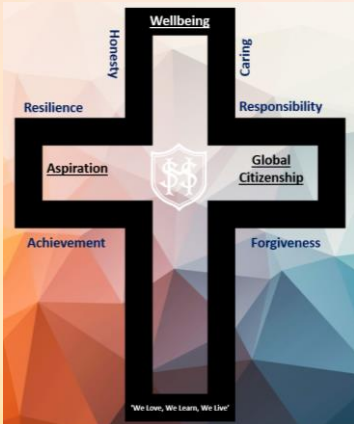 Wellbeing
Honesty
Caring
Resilience
Responsibility
Aspiration
Global
Citizenship
Achievement
Forgiveness
'We Love, We Learn, We Live'